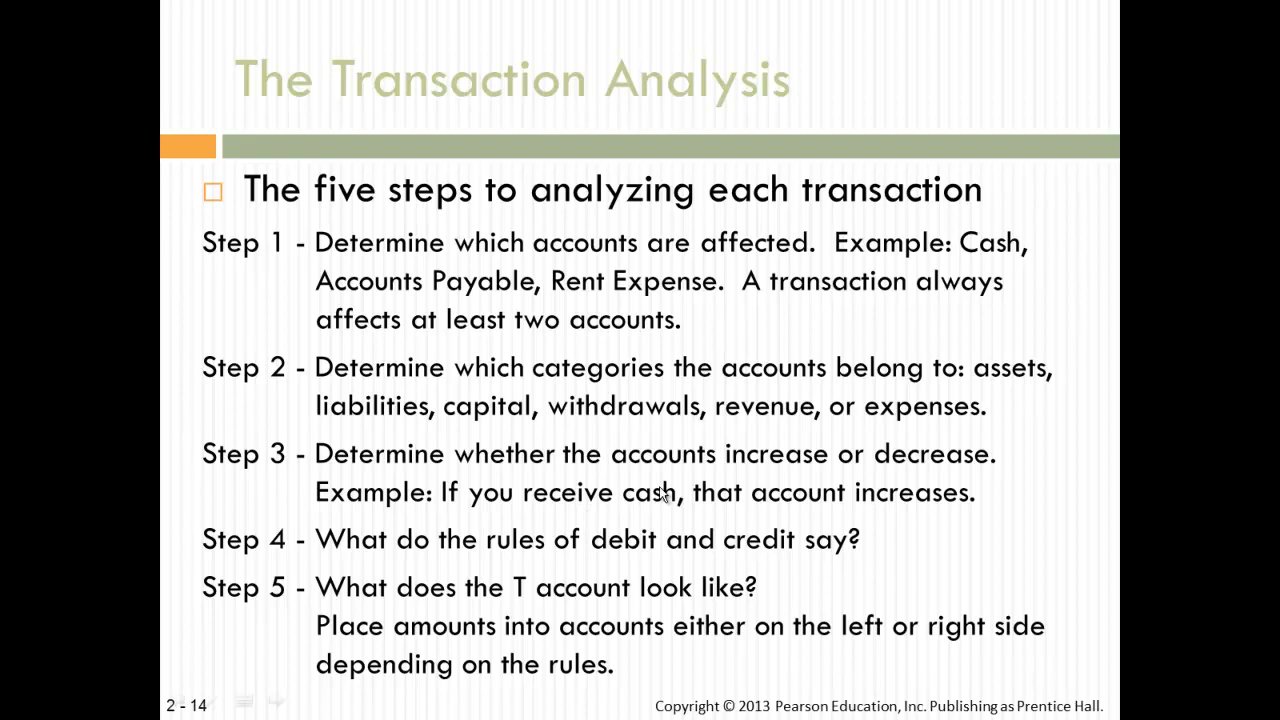 The Transaction Analysis
The five steps to analyzing each transaction
Step 1 - Determine which accounts are affected.  Example: Cash,
Accounts Payable, Rent Expense.  A transaction always
affects at least two accounts.
Step 2 - Determine which categories the accounts belong to: assets,
liabilities, capital, withdrawals, revenue, or expenses.
Step 3 - Determine whether the accounts increase or decrease.
Example: If you receive cash, that account increases.
Step 4 - What do the rules of debit and credit say?
Step 5 - What does the T account look like?
Place amounts into accounts either on the left or right side
depending on the rules.
2 - 14
Copyright © 2013 Pearson Education, Inc. Publishing as Prentice Hall.